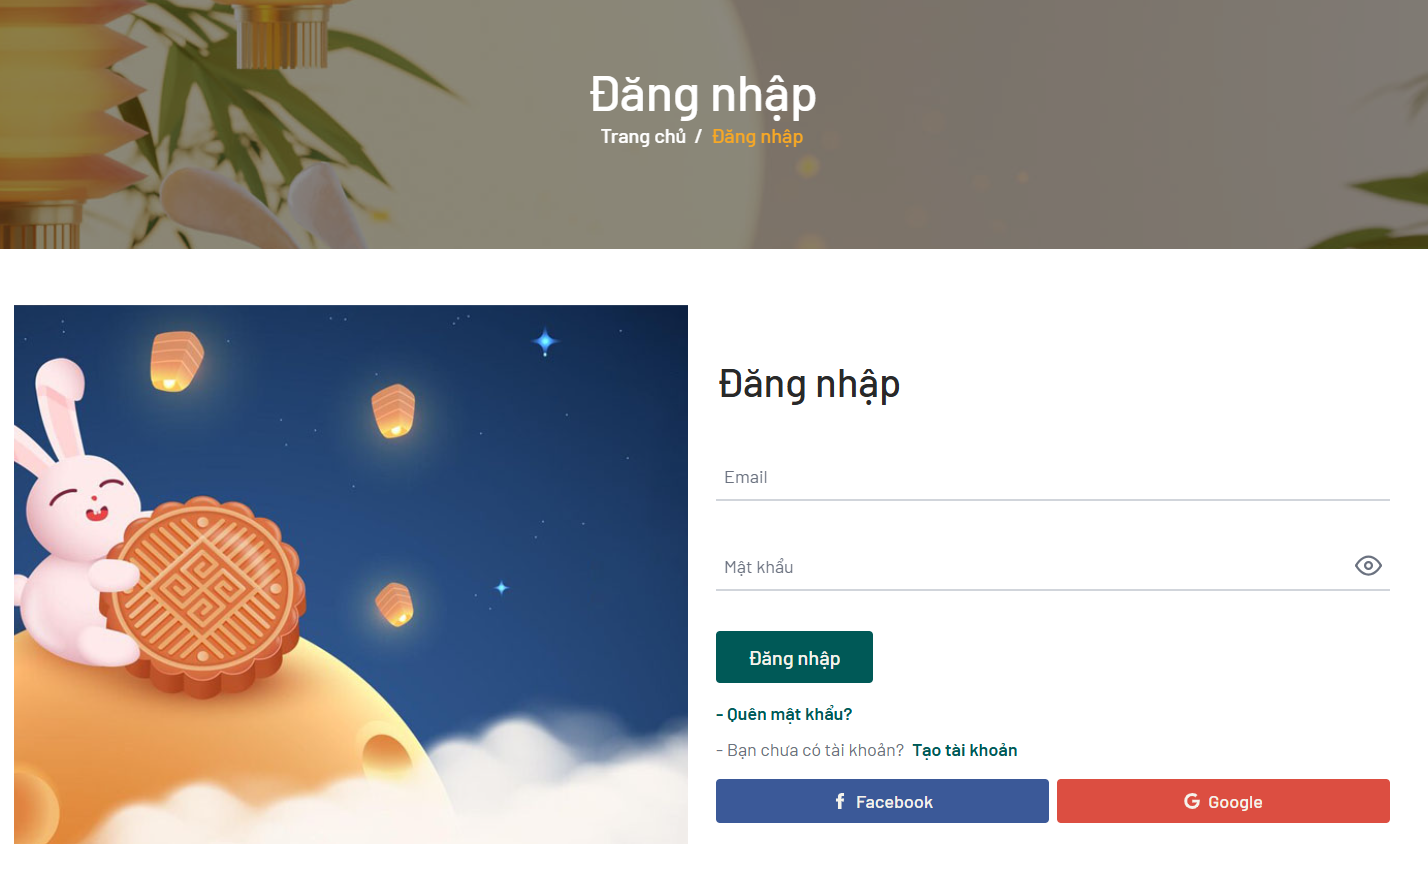 Đăng nhập
Trang chủ / Đăng nhập
Đăng nhập
Email
Mật khẩu
Đăng nhập
- Quên mật khẩu?
- Bạn chưa có tài khoản? Tạo tài khoản
Facebook
Google